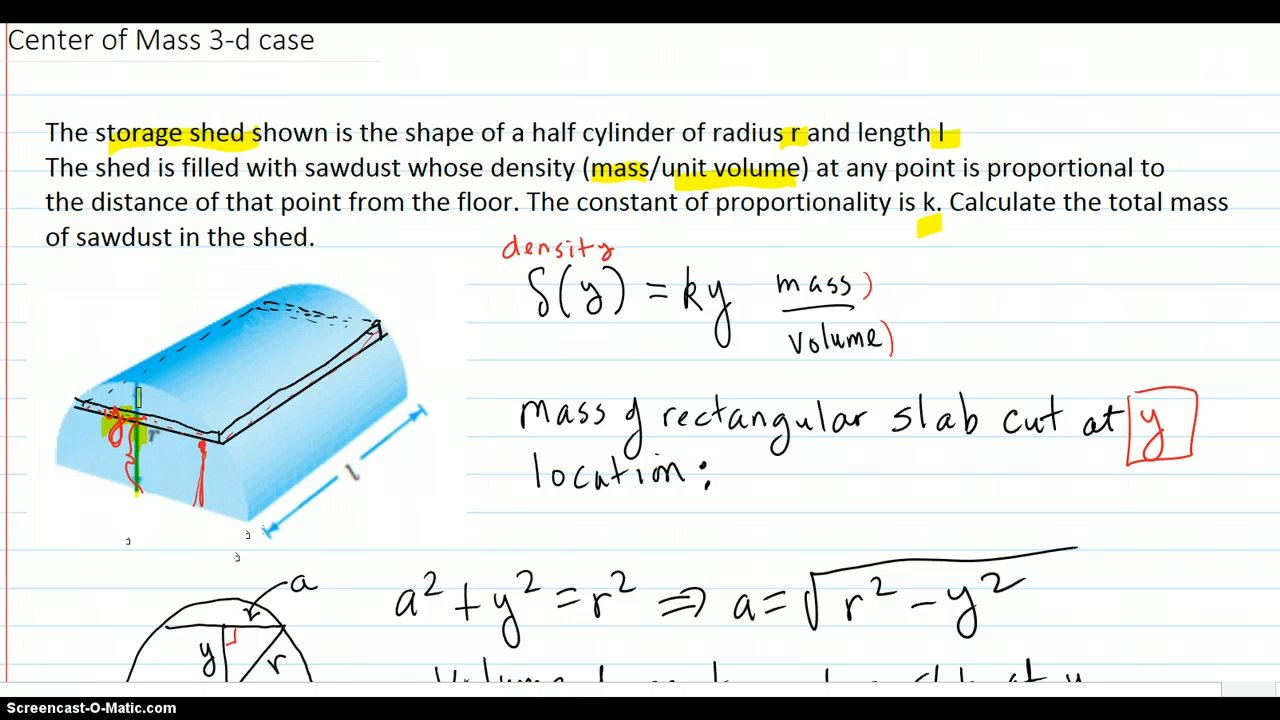 Center of Mass 3-d case
The storage shed shown is the shape of a half cylinder of radius r and length l
The shed is filled with sawdust whose density (mass/unit volume) at any point is proportional to
the distance of that point from the floor. The constant of proportionality is k. Calculate the total mass
of sawdust in the shed.
density
δ(y) = ky mass/volume
y
r
l
mass of rectangular slab cut at y
location:
a
a² + y² = r² ⇒ a = √(r² − y²)
y
r
slab at y
Screencast-O-Matic.com